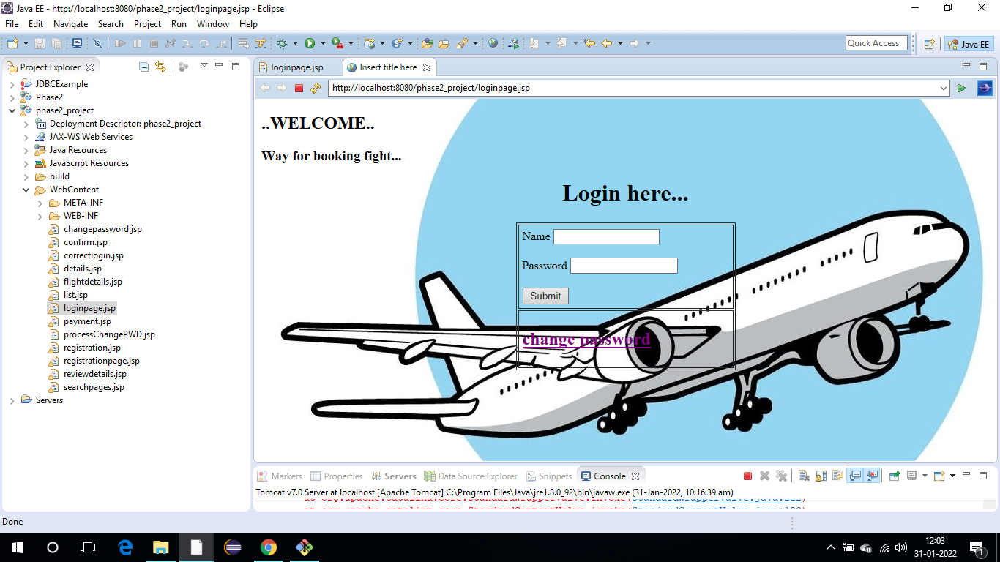 Java EE - http://localhost:8080/phase2_project/loginpage.jsp - Eclipse
File Edit Navigate Search Project Run Window Help
Quick Access
Java EE
Project Explorer
JDBCExample
Phase2
phase2_project
Deployment Descriptor: phase2_project
3.0
JAX-WS Web Services
Java Resources
JavaScript Resources
build
WebContent
META-INF
WEB-INF
changepassword.jsp
confirm.jsp
correctlogin.jsp
details.jsp
flightdetails.jsp
list.jsp
loginpage.jsp
payment.jsp
processChangePWD.jsp
registration.jsp
registrationpage.jsp
reviewdetails.jsp
searchpages.jsp
Servers
loginpage.jsp
Insert title here
http://localhost:8080/phase2_project/loginpage.jsp
..WELCOME..
Way for booking fight...
Login here...
Name
Password
Submit
change password
Markers Properties Servers Data Source Explorer Snippets Console
Tomcat v7.0 Server at localhost [Apache Tomcat] C:\Program Files\Java\jre1.8.0_92\bin\javaw.exe (31-Jan-2022, 10:16:39 am)
Done
12:03
31-01-2022
1